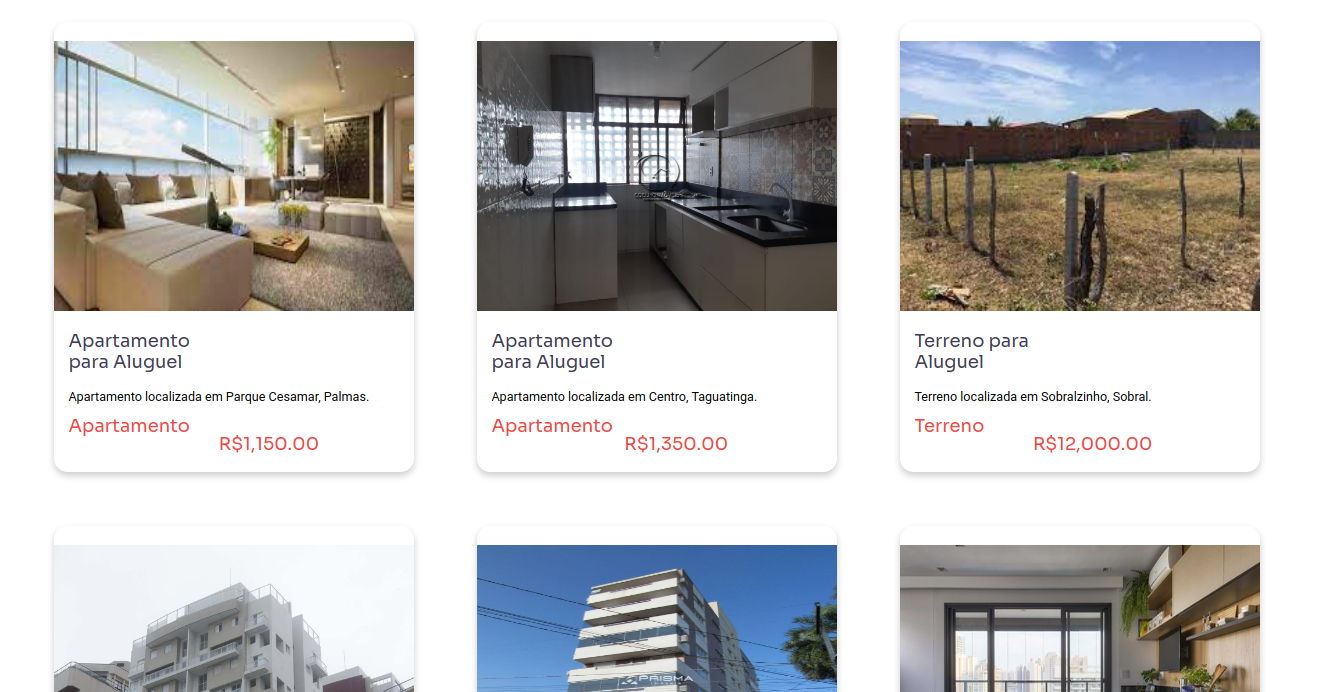 Apartamento
para Aluguel
Apartamento localizada em Parque Cesamar, Palmas.
Apartamento
R$1,150.00
Apartamento
para Aluguel
Apartamento localizada em Centro, Taguatinga.
Apartamento
R$1,350.00
Terreno para
Aluguel
Terreno localizada em Sobralzinho, Sobral.
Terreno
R$12,000.00
PRISMA